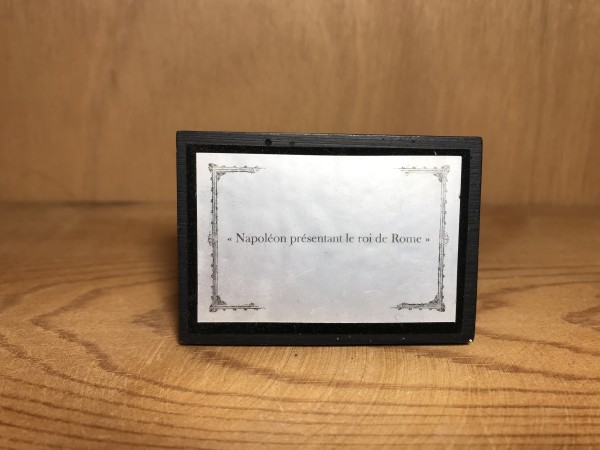 « Napoléon présentant le roi de Rome »